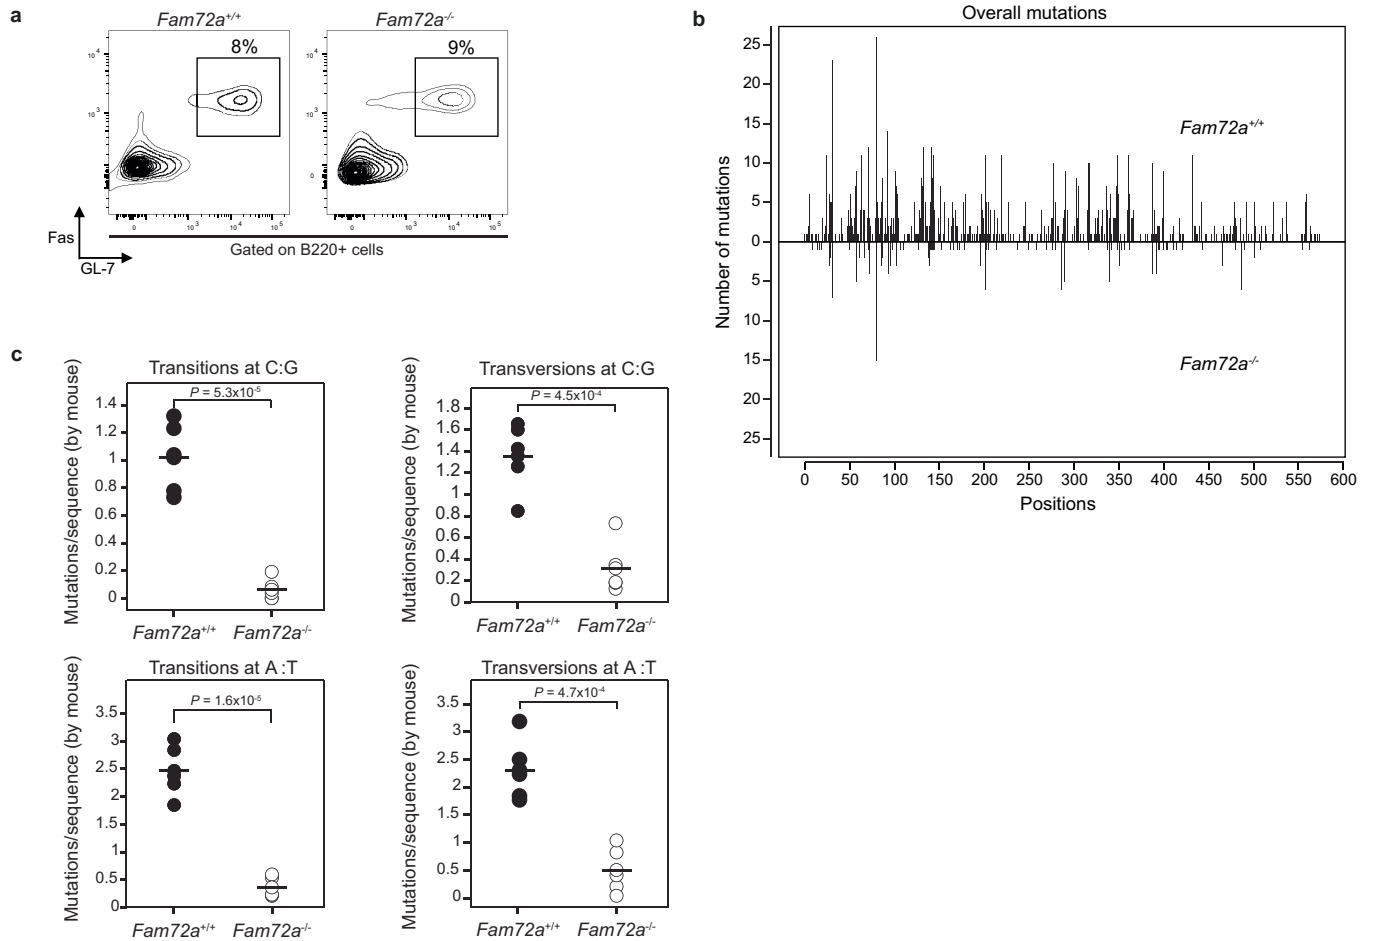 a
Fam72a+/+
Fam72a-/-
8%
9%
10⁴
10³
0
10³
10⁴
10⁵
10⁴
10³
0
0
10³
10⁴
10⁵
Fas
GL-7
Gated on B220+ cells
b
Overall mutations
Number of mutations
25
20
15
10
5
0
5
10
15
20
25
Fam72a+/+
Fam72a-/-
0 50 100 150 200 250 300 350 400 450 500 550 600
Positions
c
Transitions at C:G
Mutations/sequence (by mouse)
P = 5.3x10-5
1.4
1.2
1
0.8
0.6
0.4
0.2
0
Fam72a+/+ Fam72a-/-
Transversions at C:G
Mutations/sequence (by mouse)
P = 4.5x10-4
1.8
1.6
1.4
1.2
1
0.8
0.6
0.4
0.2
0
Fam72a+/+ Fam72a-/-
Transitions at A :T
Mutations/sequence (by mouse)
P = 1.6x10-5
3.5
3
2.5
2
1.5
1
0.5
0
Fam72a+/+ Fam72a-/-
Transversions at A :T
Mutations/sequence (by mouse)
P = 4.7x10-4
3.5
3
2.5
2
1.5
1
0.5
0
Fam72a+/+ Fam72a-/-